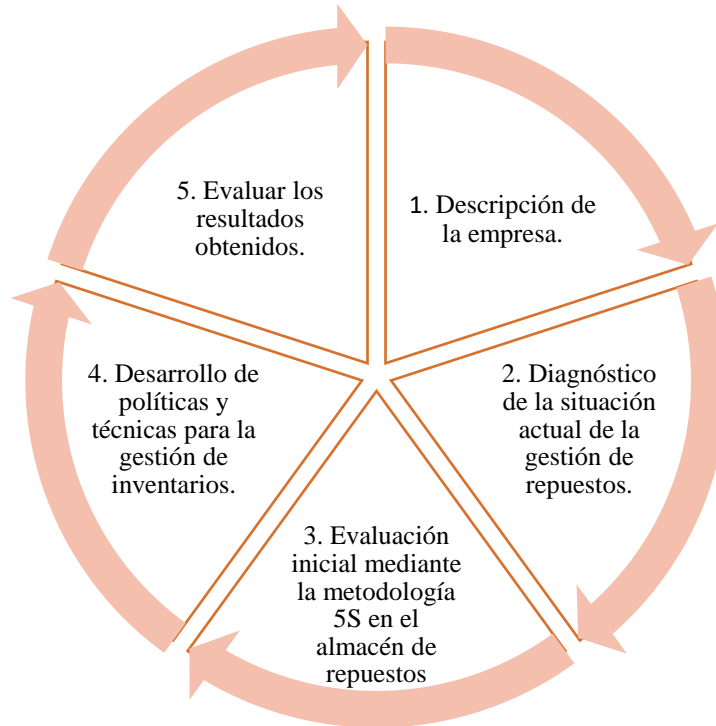 1. Descripción de
la empresa.
2. Diagnóstico
de la situación
actual de la
gestión de
repuestos.
3. Evaluación
inicial mediante
la metodología
5S en el
almacén de
repuestos
4. Desarrollo de
políticas y
técnicas para la
gestión de
inventarios.
5. Evaluar los
resultados
obtenidos.